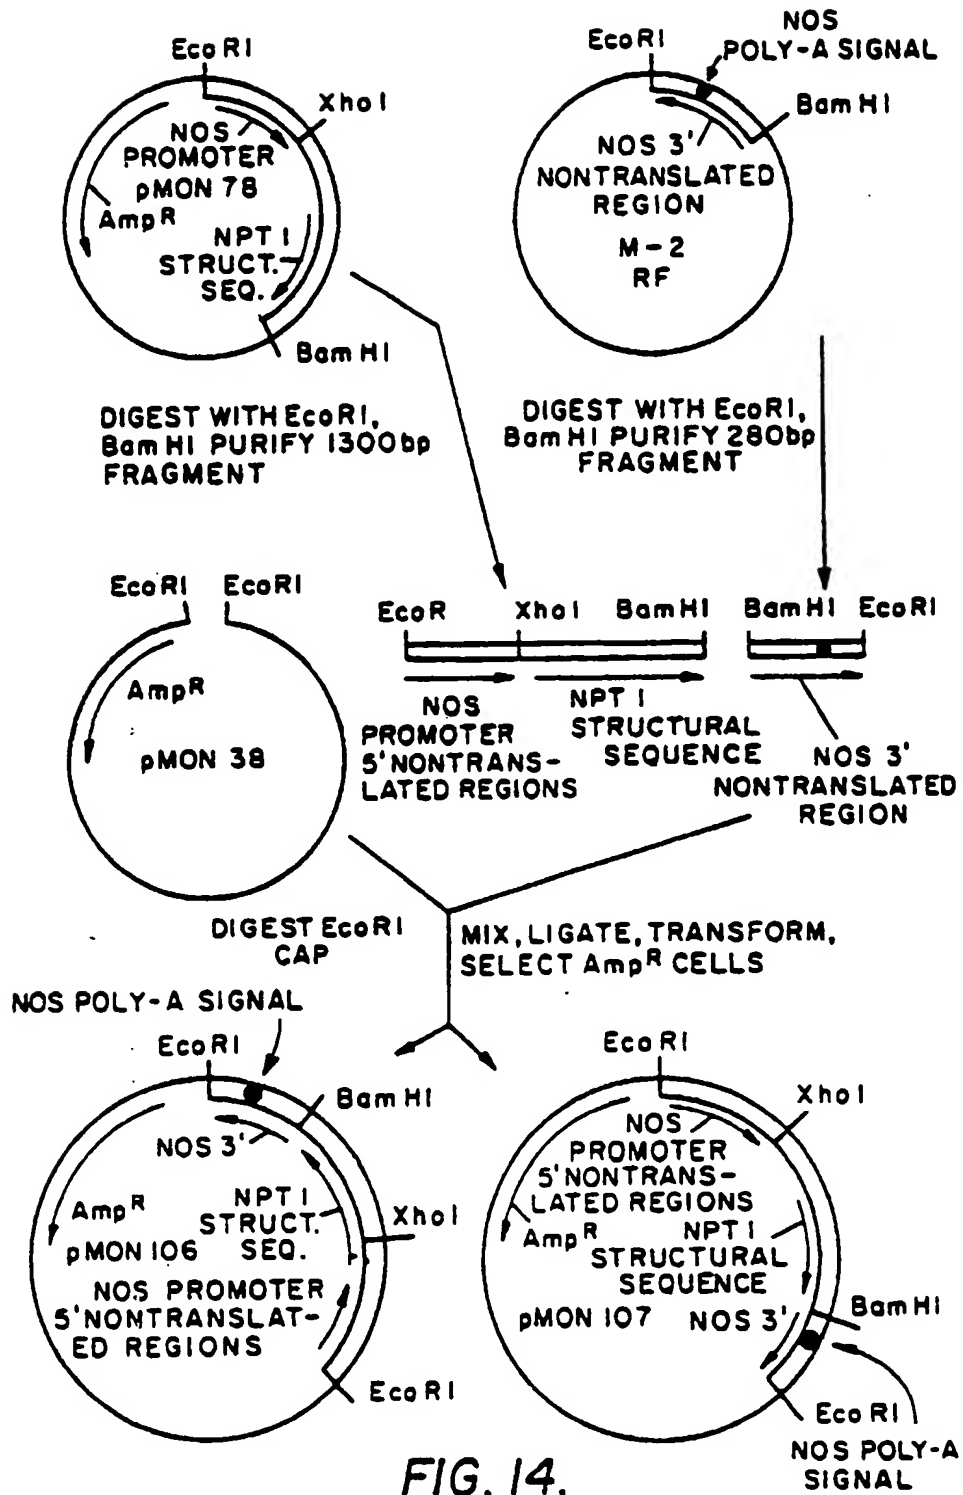 EcoRI
XhoI
NOS
PROMOTER
pMON 78
AmpR
NPT I
STRUCT.
SEQ.
BamHI
EcoRI
NOS
POLY-A SIGNAL
BamHI
NOS 3'
NONTRANSLATED
REGION
M-2
RF
DIGEST WITH EcoRI,
BamHI PURIFY 1300bp
FRAGMENT
DIGEST WITH EcoRI,
BamHI PURIFY 280bp
FRAGMENT
EcoRI EcoRI
AmpR
pMON 38
EcoR XhoI BamHI
NOS
PROMOTER
5'NONTRANS-
LATED REGIONS
NPT I
STRUCTURAL
SEQUENCE
BamHI EcoRI
NOS 3'
NONTRANSLATED
REGION
DIGEST EcoRI
CAP
MIX, LIGATE, TRANSFORM,
SELECT AmpR CELLS
NOS POLY-A SIGNAL
EcoRI
BamHI
NOS 3'
AmpR
NPT I
STRUCT.
SEQ.
XhoI
pMON 106
NOS PROMOTER
5'NONTRANSLAT-
ED REGIONS
EcoRI
EcoRI
XhoI
NOS
PROMOTER
5'NONTRANS-
LATED REGIONS
AmpR
NPT I
STRUCTURAL
SEQUENCE
pMON 107
NOS 3'
BamHI
EcoRI
NOS POLY-A
SIGNAL
FIG. 14.